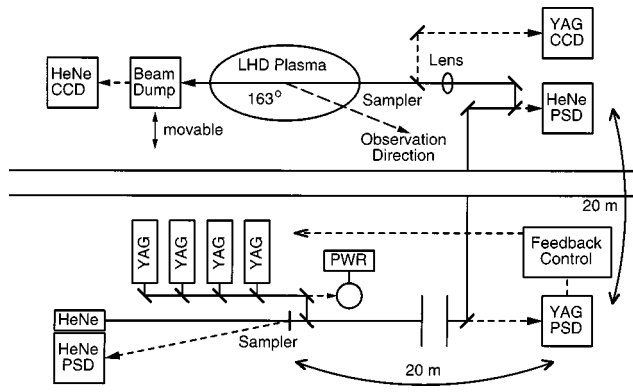 YAG
CCD
HeNe
CCD
Beam
Dump
LHD Plasma
163°
Lens
Sampler
HeNe
PSD
movable
Observation
Direction
20 m
YAG
YAG
YAG
YAG
PWR
Feedback
Control
HeNe
HeNe
PSD
Sampler
YAG
PSD
20 m